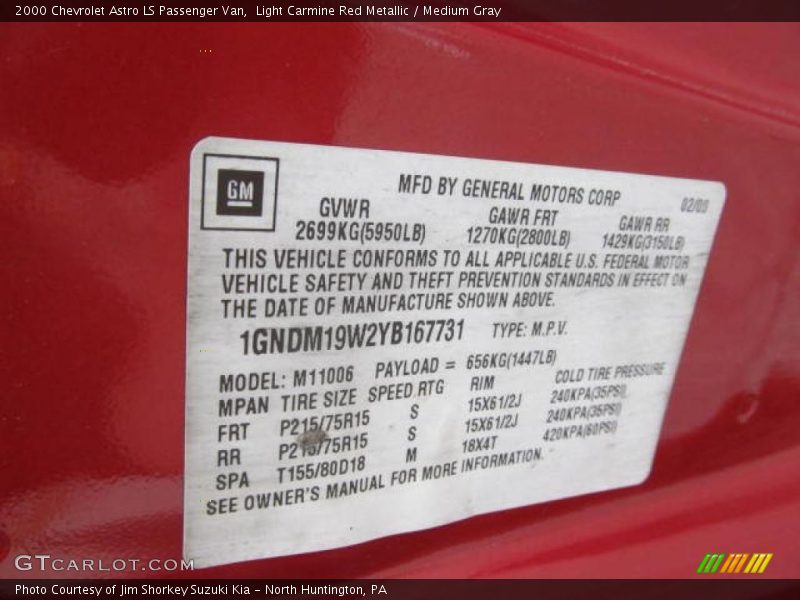 2000 Chevrolet Astro LS Passenger Van,  Light Carmine Red Metallic / Medium Gray
GM
MFD BY GENERAL MOTORS CORP 02/00
GVWR GAWR FRT GAWR RR
2699KG(5950LB) 1270KG(2800LB) 1429KG(3150LB)
THIS VEHICLE CONFORMS TO ALL APPLICABLE U.S. FEDERAL MOTOR
VEHICLE SAFETY AND THEFT PREVENTION STANDARDS IN EFFECT ON
THE DATE OF MANUFACTURE SHOWN ABOVE.
1GNDM19W2YB167731 TYPE: M.P.V.
MODEL: M11006 PAYLOAD = 656KG(1447LB)
MPAN TIRE SIZE SPEED RTG RIM COLD TIRE PRESSURE
FRT P215/75R15 S 15X61/2J 240KPA(35PSI)
RR P215/75R15 S 15X61/2J 240KPA(35PSI)
SPA T155/80D18 M 18X4T 420KPA(60PSI)
SEE OWNER'S MANUAL FOR MORE INFORMATION.
GTCARLOT.COM
Photo Courtesy of Jim Shorkey Suzuki Kia - North Huntington, PA